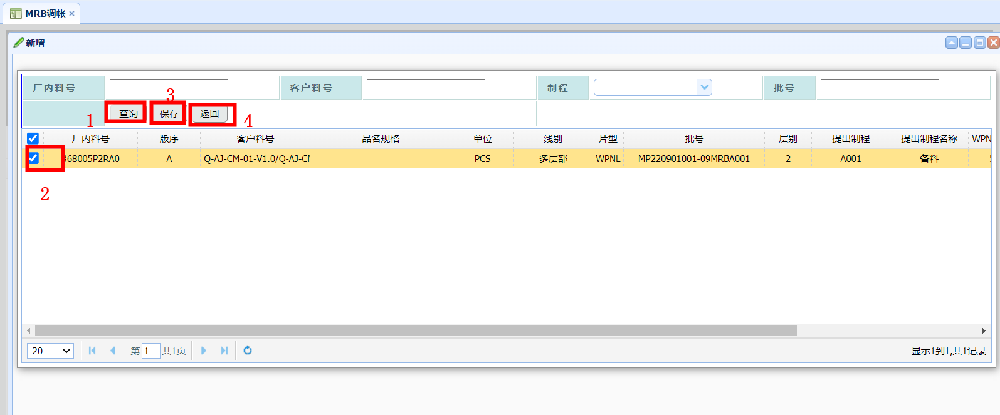 MRB调帐
新增
厂内料号 客户料号 制程 批号
3
1 查询 保存 返回 4
厂内料号 版序 客户料号 品名规格 单位 线别 片型 批号 层别 提出制程 提出制程名称 WPN
68005P2RA0 A Q-AJ-CM-01-V1.0/Q-AJ-C PCS 多层部 WPNL MP220901001-09MRBA001 2 A001 备料
2
20 第 1 共1页 显示1到1,共1记录